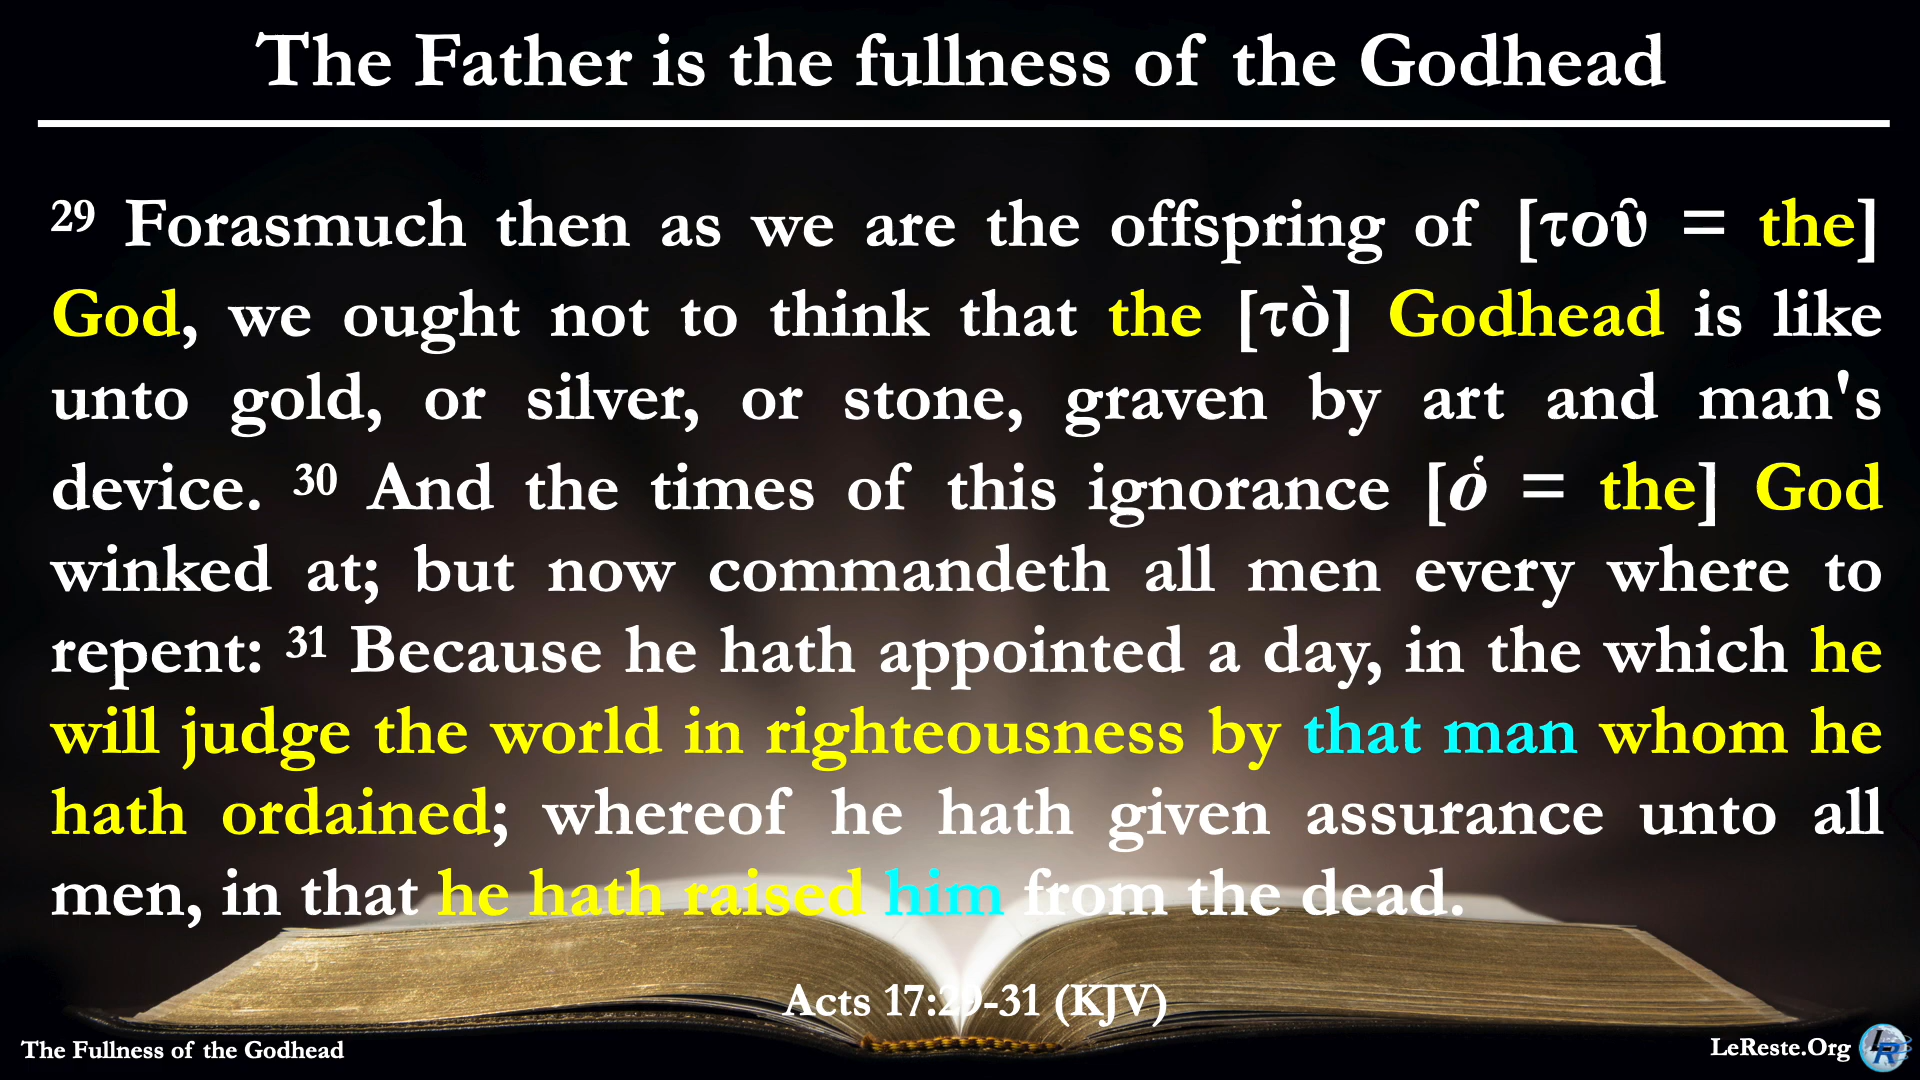 The Father is the fullness of the Godhead
29 Forasmuch then as we are the offspring of [τοῦ = the]
God, we ought not to think that the [τὸ] Godhead is like
unto gold, or silver, or stone, graven by art and man's
device. 30 And the times of this ignorance [ὁ = the] God
winked at; but now commandeth all men every where to
repent: 31 Because he hath appointed a day, in the which he
will judge the world in righteousness by that man whom he
hath ordained; whereof he hath given assurance unto all
men, in that he hath raised him from the dead.
Acts 17:29-31 (KJV)
The Fullness of the Godhead
LeReste.Org
LR